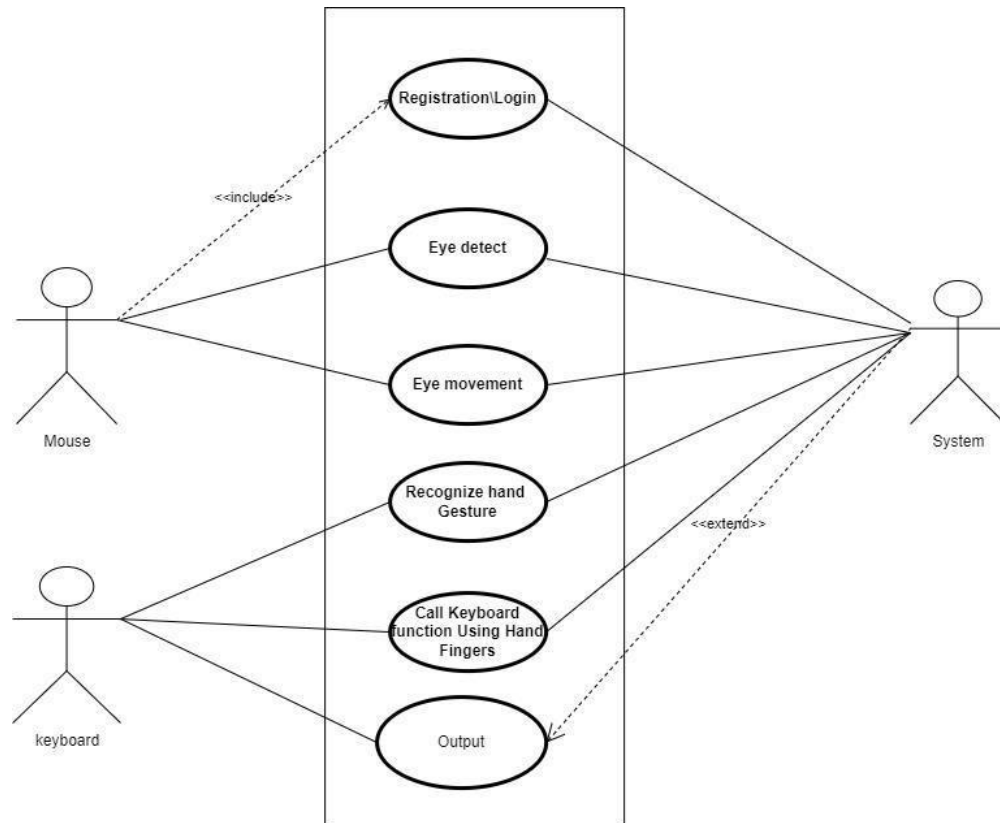 Registration\Login
<<include>>
Eye detect
Eye movement
Mouse
System
Recognize hand
Gesture
<<extend>>
Call Keyboard
function Using Hand
Fingers
keyboard
Output